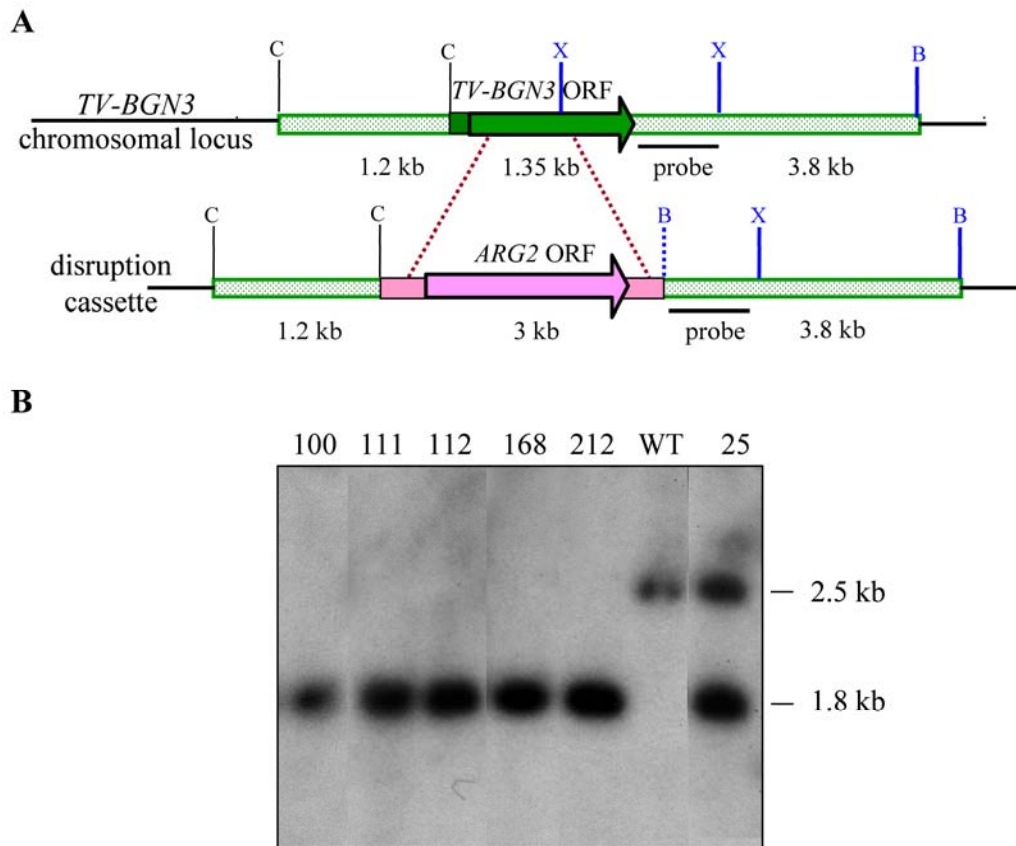 A
C
C
X
X
B
TV-BGN3 ORF
TV-BGN3
chromosomal locus
1.2 kb
1.35 kb
probe
3.8 kb
C
C
B
X
B
ARG2 ORF
disruption
cassette
1.2 kb
3 kb
probe
3.8 kb
B
100 111 112 168 212 WT 25
2.5 kb
1.8 kb